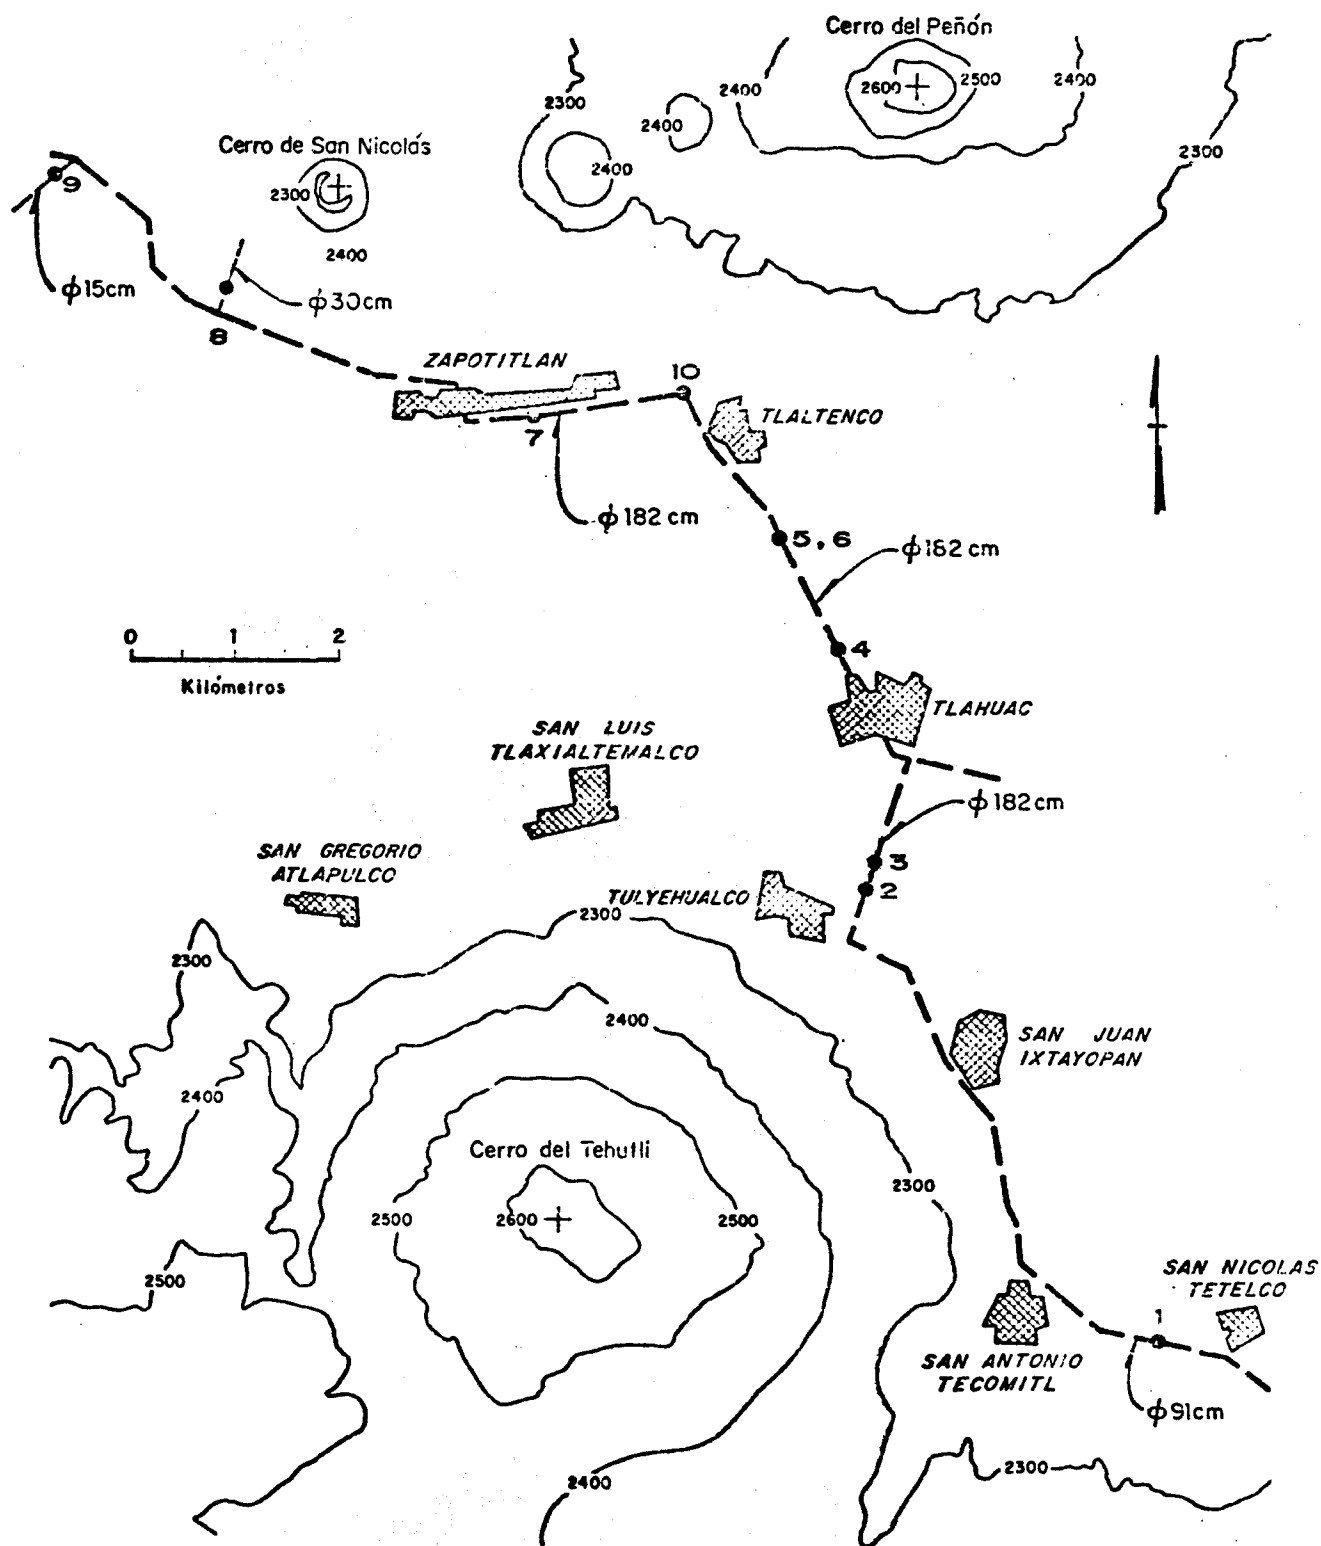 Cerro del Peñón
2600
2500
2400
2400
2300
2400
2400
2300
Cerro de San Nicolás
2300
2400
9
φ15cm
φ30cm
8
ZAPOTITLAN
10
TLALTENCO
7
φ182 cm
5, 6
φ182 cm
0 1 2
Kilómetros
4
TLAHUAC
SAN LUIS
TLAXIALTEMALCO
φ182cm
SAN GREGORIO
ATLAPULCO
3
2
TULYEHUALCO
2300
2300
2400
SAN JUAN
IXTAYOPAN
2400
Cerro del Tehutli
2300
2500
2600
2500
2500
SAN NICOLAS
TETELCO
1
SAN ANTONIO
TECOMITL
φ91cm
2300
2400